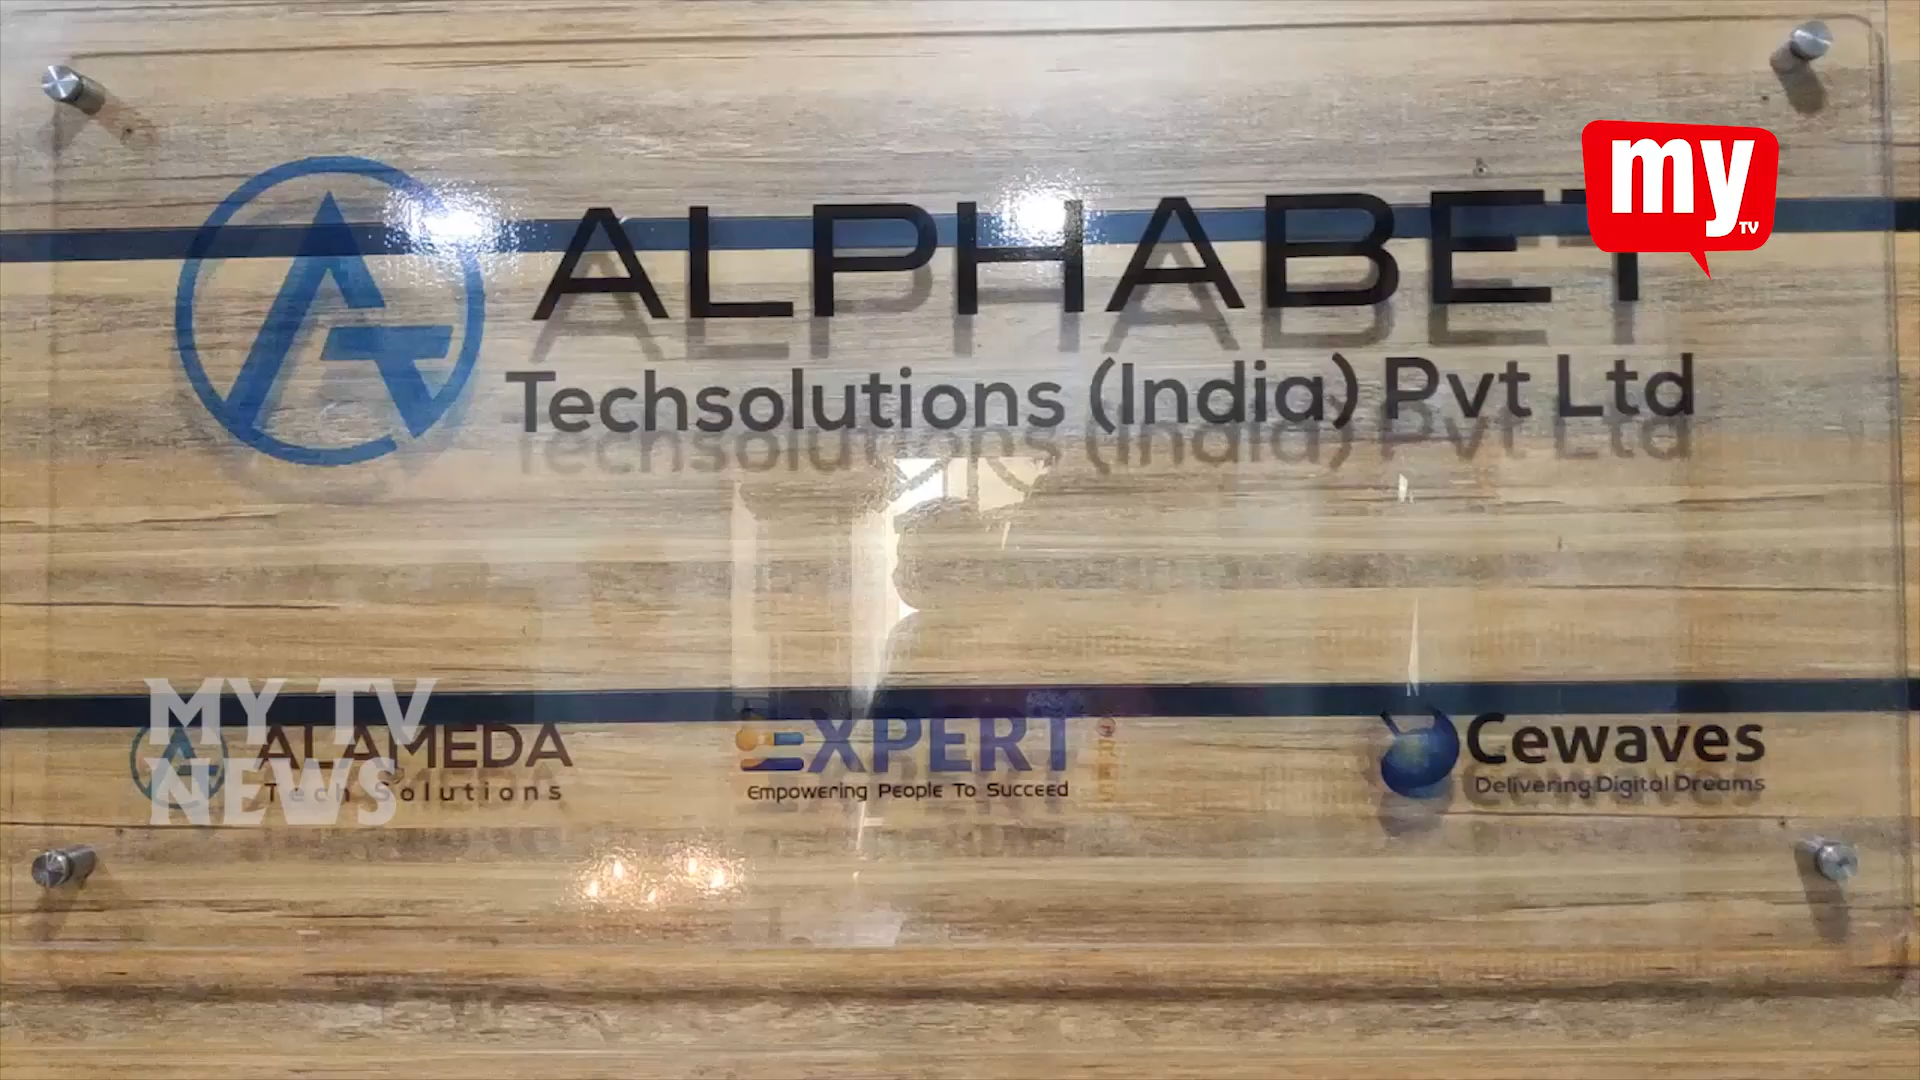 my
TV
ALPHABET
Techsolutions (India) Pvt Ltd
MY TV
NEWS
ALAMEDA
Tech Solutions
EXPERT
Empowering People To Succeed
Cewaves
Delivering Digital Dreams